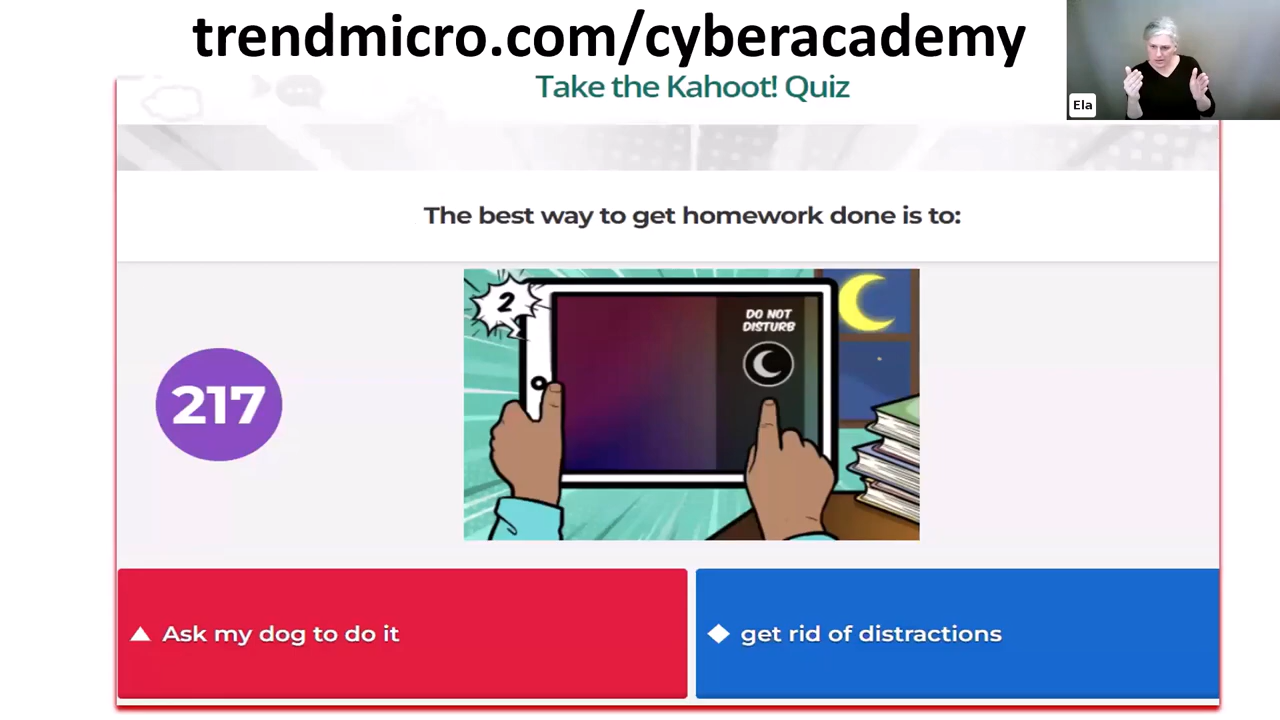 trendmicro.com/cyberacademy
Take the Kahoot! Quiz
Ela
The best way to get homework done is to:
2
DO NOT
DISTURB
217
Ask my dog to do it
get rid of distractions